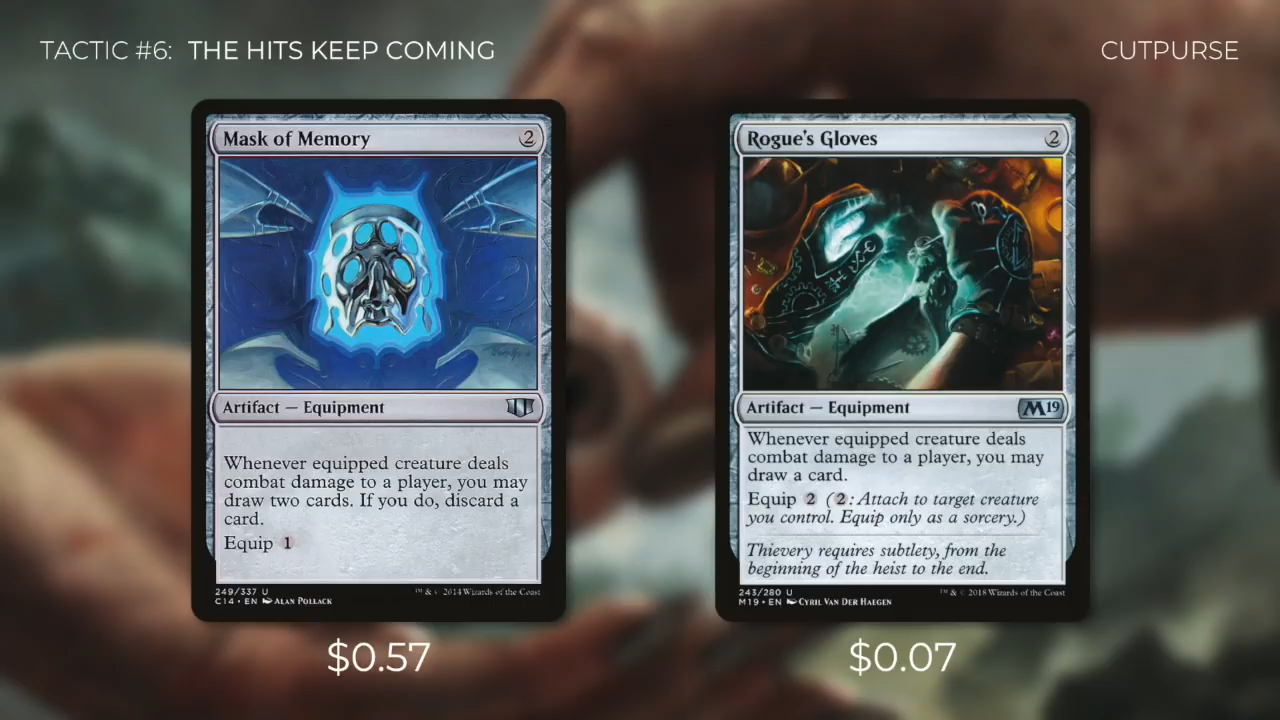 TACTIC #6: THE HITS KEEP COMING
CUTPURSE
Mask of Memory 2
Artifact — Equipment
Whenever equipped creature deals
combat damage to a player, you may
draw two cards. If you do, discard a
card.
Equip 1
249/337 U
C14 • EN ALAN POLLACK
™ & © 2014 Wizards of the Coast
$0.57
Rogue's Gloves 2
Artifact — Equipment
M19
Whenever equipped creature deals
combat damage to a player, you may
draw a card.
Equip 2 (2: Attach to target creature
you control. Equip only as a sorcery.)
Thievery requires subtlety, from the
beginning of the heist to the end.
243/280 U
M19 • EN CYRIL VAN DER HAEGEN
™ & © 2018 Wizards of the Coast
$0.07